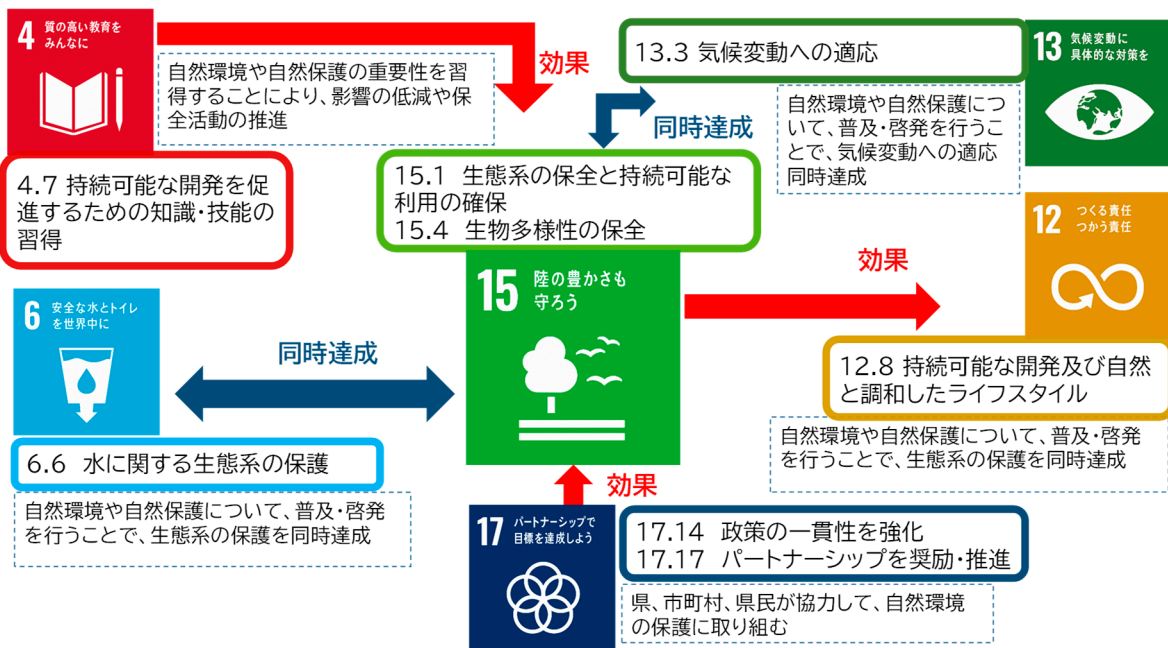 4 質の高い教育を
みんなに
効果
自然環境や自然保護の重要性を習
得することにより、影響の低減や保
全活動の推進
4.7 持続可能な開発を促
進するための知識・技能の
習得
13.3 気候変動への適応
13 気候変動に
具体的な対策を
同時達成
自然環境や自然保護につ
いて、普及・啓発を行うこ
とで、気候変動への適応
同時達成
15.1 生態系の保全と持続可能な
利用の確保
15.4 生物多様性の保全
12 つくる責任
つかう責任
15 陸の豊かさも
守ろう
効果
12.8 持続可能な開発及び自然
と調和したライフスタイル
自然環境や自然保護について、普及・啓発
を行うことで、生態系の保護を同時達成
6 安全な水とトイレ
を世界中に
同時達成
6.6 水に関する生態系の保護
自然環境や自然保護について、普及・啓発
を行うことで、生態系の保護を同時達成
効果
17 パートナーシップで
目標を達成しよう
17.14 政策の一貫性を強化
17.17 パートナーシップを奨励・推進
県、市町村、県民が協力して、自然環境
の保護に取り組む